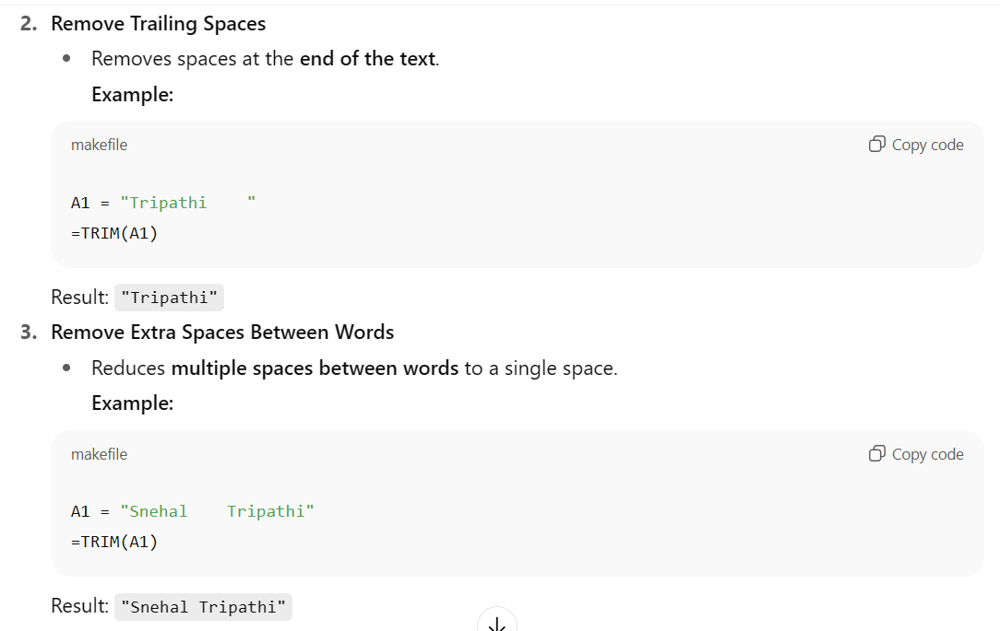 2. Remove Trailing Spaces
• Removes spaces at the end of the text.
Example:
makefile
Copy code
A1 = "Tripathi    "
=TRIM(A1)
Result: "Tripathi"
3. Remove Extra Spaces Between Words
• Reduces multiple spaces between words to a single space.
Example:
makefile
Copy code
A1 = "Snehal    Tripathi"
=TRIM(A1)
Result: "Snehal Tripathi"